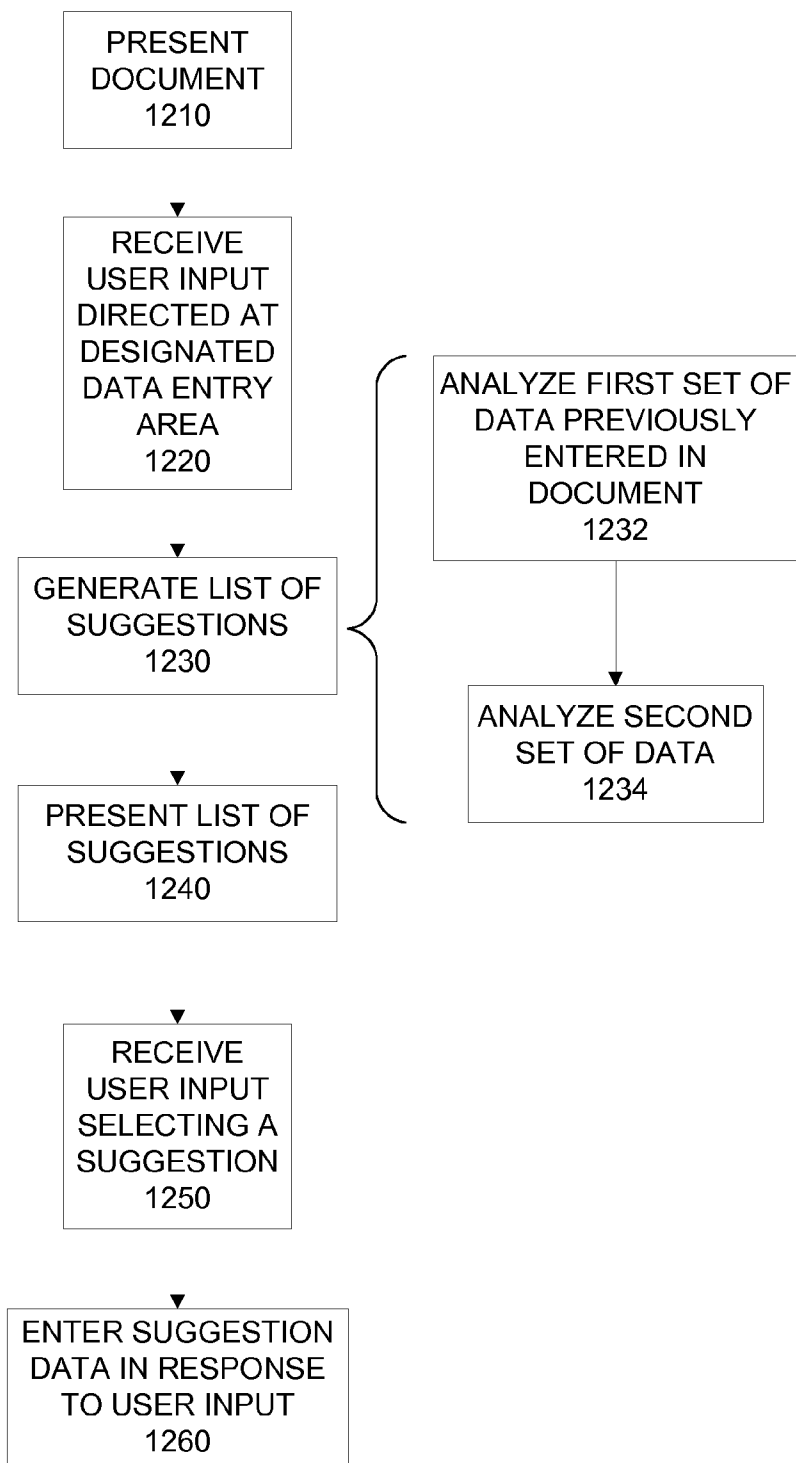 PRESENT
DOCUMENT
1210
RECEIVE
USER INPUT
DIRECTED AT
DESIGNATED
DATA ENTRY
AREA
1220
GENERATE LIST OF
SUGGESTIONS
1230
ANALYZE FIRST SET OF
DATA PREVIOUSLY
ENTERED IN
DOCUMENT
1232
ANALYZE SECOND
SET OF DATA
1234
PRESENT LIST OF
SUGGESTIONS
1240
RECEIVE
USER INPUT
SELECTING A
SUGGESTION
1250
ENTER SUGGESTION
DATA IN RESPONSE
TO USER INPUT
1260